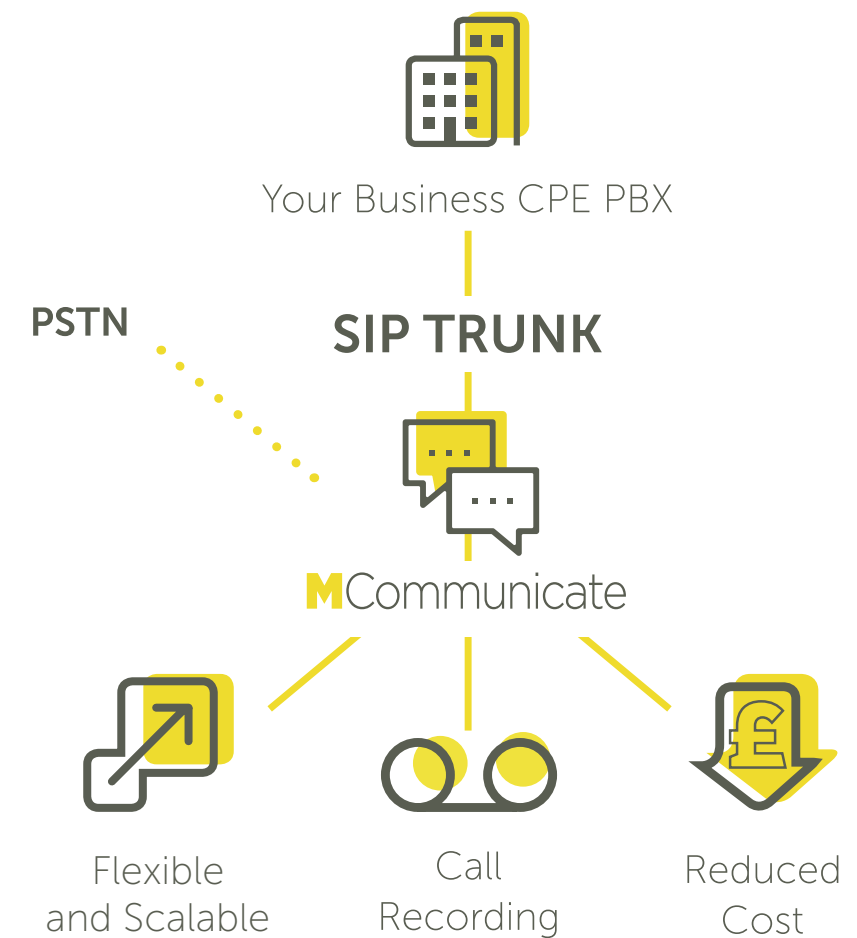 Your Business CPE PBX
PSTN
SIP TRUNK
MCommunicate
Flexible
and Scalable
Call
Recording
£
Reduced
Cost